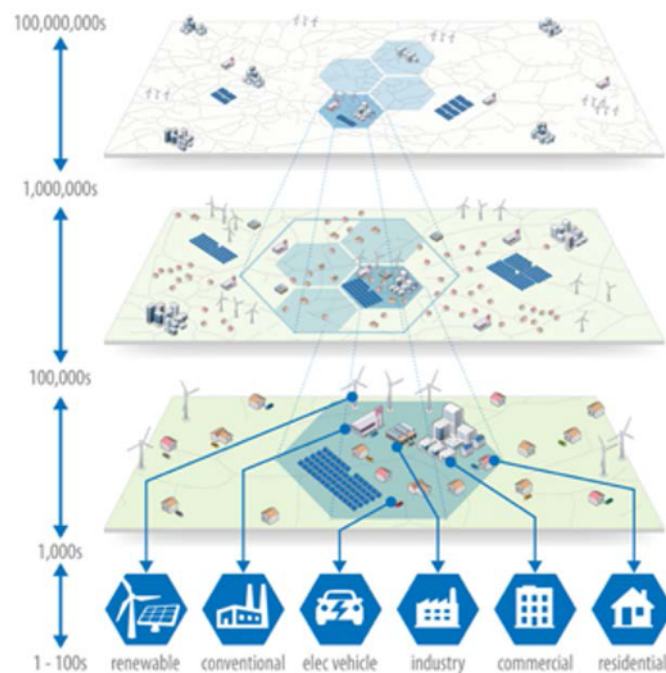 100,000,000s
1,000,000s
100,000s
1,000s
1 - 100s
renewable
conventional
elec vehicle
industry
commercial
residential